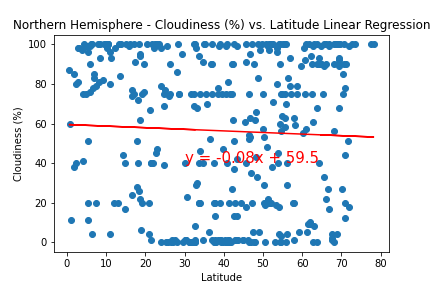 Northern Hemisphere - Cloudiness (%) vs. Latitude Linear Regression
100
80
60
40
20
0
Cloudiness (%)
y = -0.08x + 59.5
0 10 20 30 40 50 60 70 80
Latitude